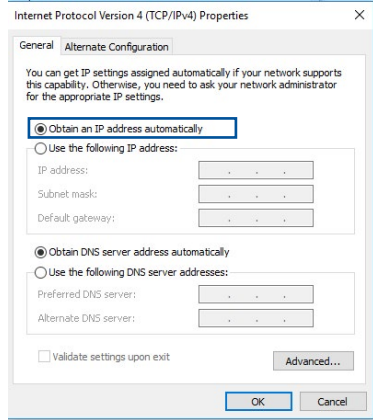 Internet Protocol Version 4 (TCP/IPv4) Properties
General
Alternate Configuration
You can get IP settings assigned automatically if your network supports
this capability. Otherwise, you need to ask your network administrator
for the appropriate IP settings.
Obtain an IP address automatically
Use the following IP address:
IP address:
Subnet mask:
Default gateway:
Obtain DNS server address automatically
Use the following DNS server addresses:
Preferred DNS server:
Alternate DNS server:
Validate settings upon exit
Advanced...
OK
Cancel